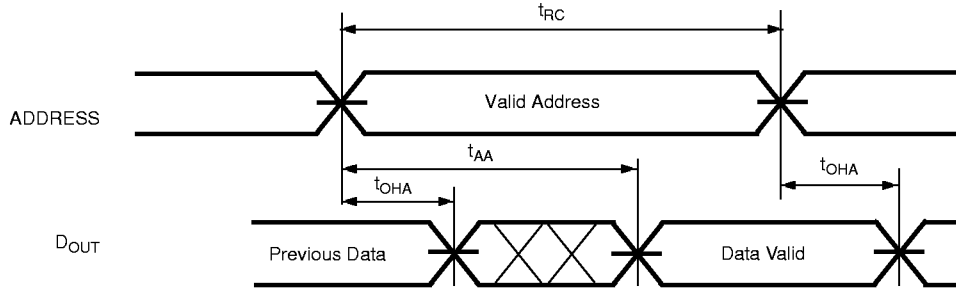 tRC
ADDRESS
Valid Address
tAA
tOHA
tOHA
DOUT
Previous Data
Data Valid